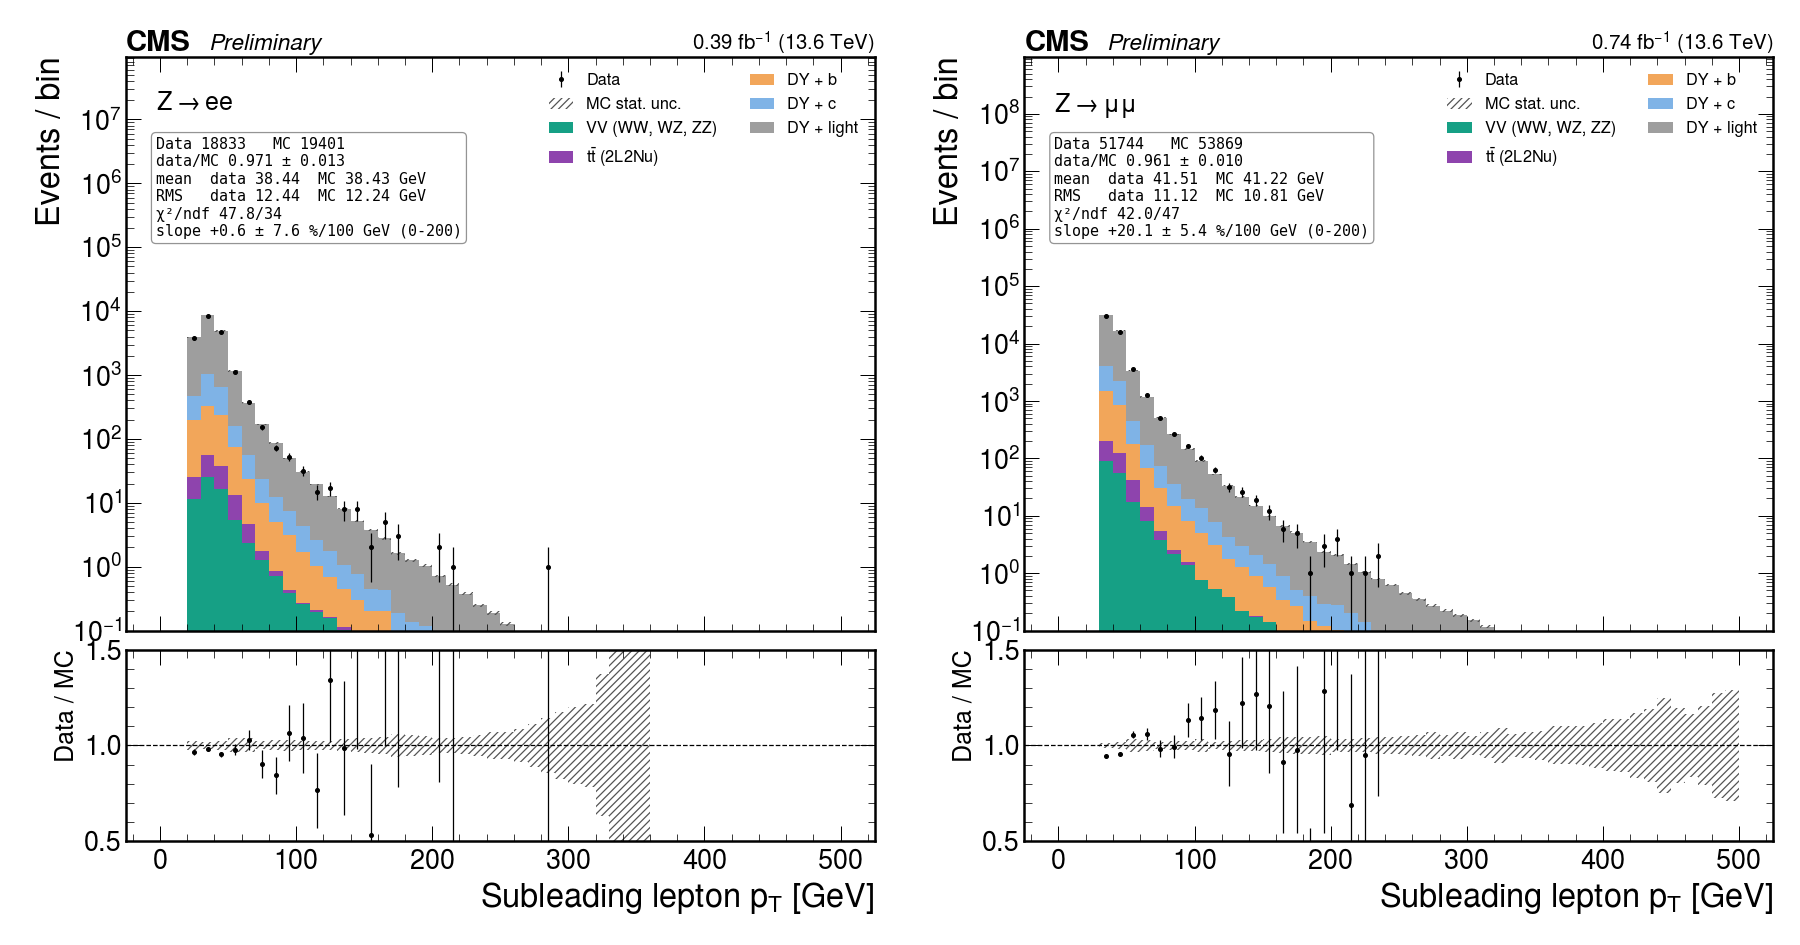 CMS Preliminary 0.39 fb⁻¹ (13.6 TeV)
Events / bin
Z → ee
Data
MC stat. unc.
VV (WW, WZ, ZZ)
tt̄ (2L2Nu)
DY + b
DY + c
DY + light
Data 18833 MC 19401
data/MC 0.971 ± 0.013
mean data 38.44 MC 38.43 GeV
RMS data 12.44 MC 12.24 GeV
χ²/ndf 47.8/34
slope +0.6 ± 7.6 %/100 GeV (0-200)
10⁷
10⁶
10⁵
10⁴
10³
10²
10¹
10⁰
10⁻¹
Data / MC
1.5
1.0
0.5
0 100 200 300 400 500
Subleading lepton p_T [GeV]
CMS Preliminary 0.74 fb⁻¹ (13.6 TeV)
Events / bin
Z → μμ
Data
MC stat. unc.
VV (WW, WZ, ZZ)
tt̄ (2L2Nu)
DY + b
DY + c
DY + light
Data 51744 MC 53869
data/MC 0.961 ± 0.010
mean data 41.51 MC 41.22 GeV
RMS data 11.12 MC 10.81 GeV
χ²/ndf 42.0/47
slope +20.1 ± 5.4 %/100 GeV (0-200)
10⁸
10⁷
10⁶
10⁵
10⁴
10³
10²
10¹
10⁰
10⁻¹
Data / MC
1.5
1.0
0.5
0 100 200 300 400 500
Subleading lepton p_T [GeV]